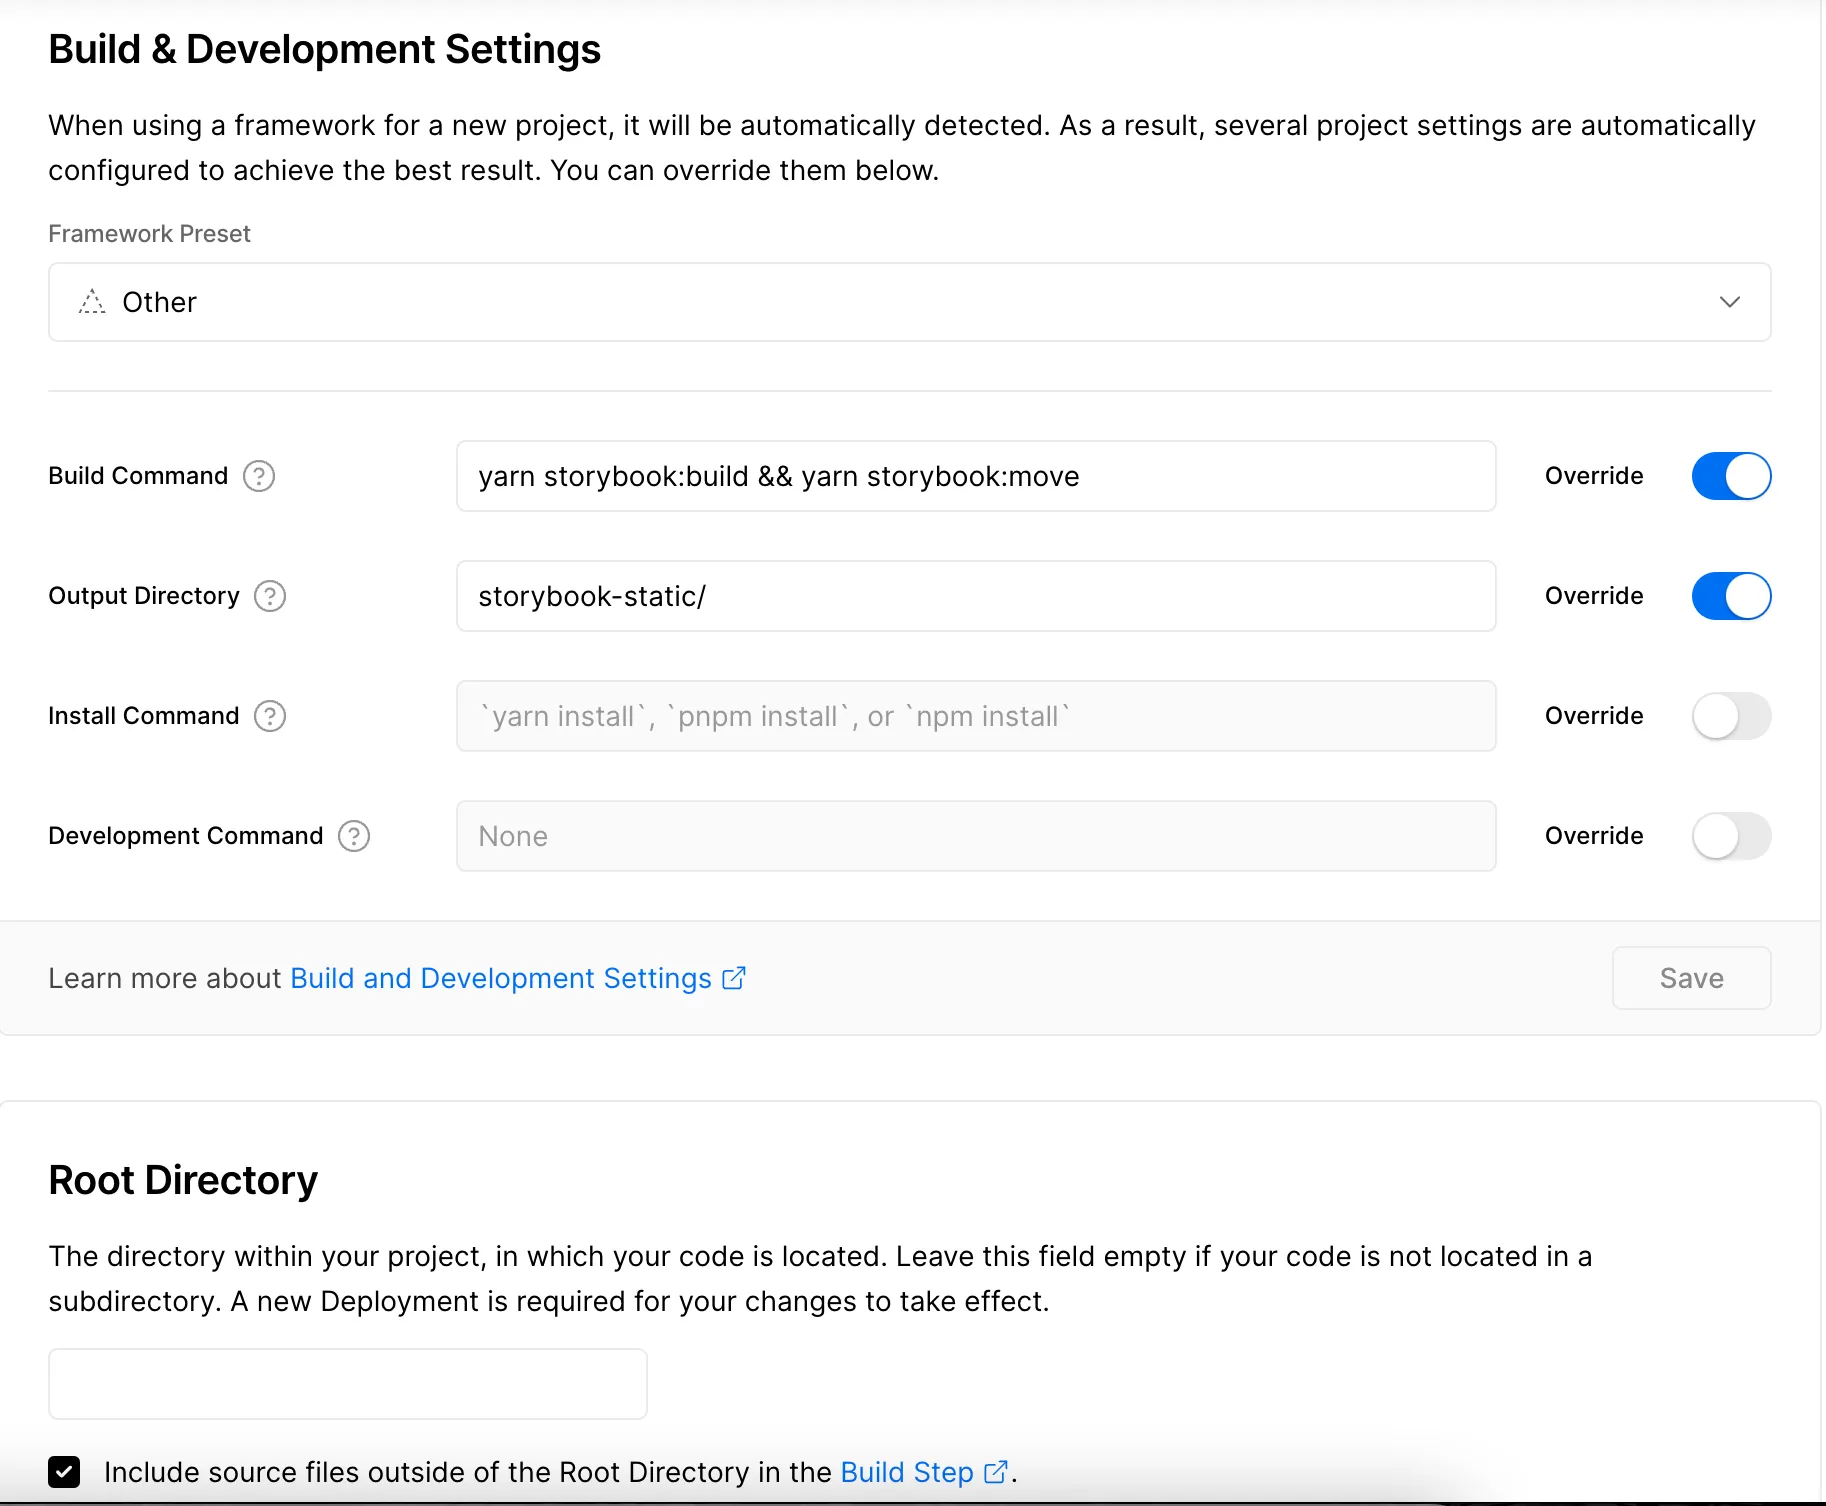 Build & Development Settings
When using a framework for a new project, it will be automatically detected. As a result, several project settings are automatically
configured to achieve the best result. You can override them below.
Framework Preset
Other
Build Command ?
yarn storybook:build && yarn storybook:move
Override
Output Directory ?
storybook-static/
Override
Install Command ?
`yarn install`, `pnpm install`, or `npm install`
Override
Development Command ?
None
Override
Learn more about Build and Development Settings
Save
Root Directory
The directory within your project, in which your code is located. Leave this field empty if your code is not located in a
subdirectory. A new Deployment is required for your changes to take effect.
Include source files outside of the Root Directory in the Build Step.